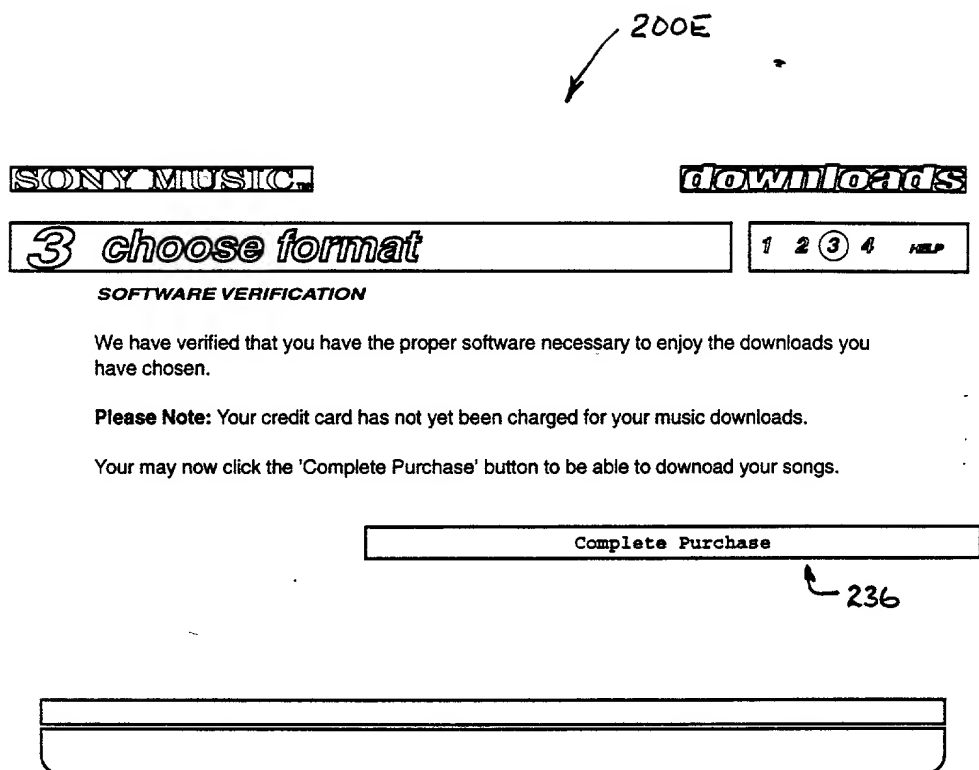 200E
SONY MUSIC™ downloads
3 choose format 1 2 3 4 HELP
SOFTWARE VERIFICATION
We have verified that you have the proper software necessary to enjoy the downloads you
have chosen.
Please Note: Your credit card has not yet been charged for your music downloads.
Your may now click the 'Complete Purchase' button to be able to downoad your songs.
Complete Purchase
236